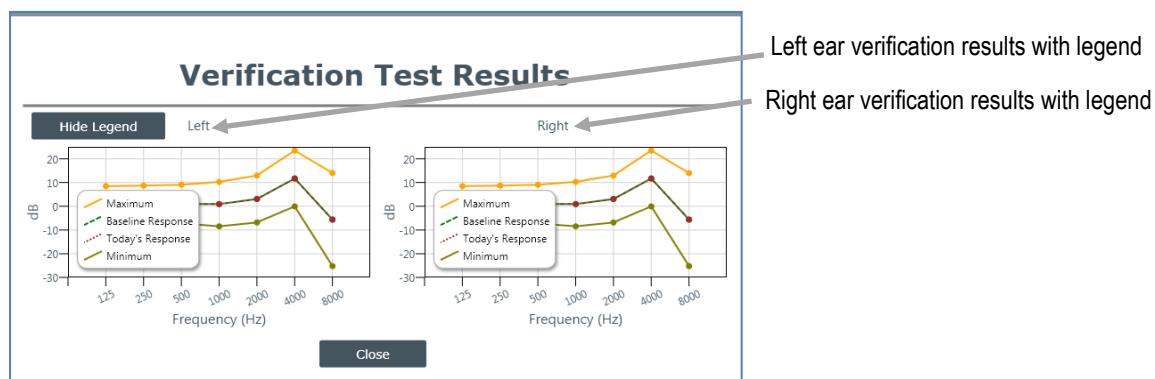 Left ear verification results with legend
Verification Test Results
Right ear verification results with legend
Hide Legend
Left
Right
20
10
0
-10
-20
-30
dB
Maximum
Baseline Response
Today's Response
Minimum
125 250 500 1000 2000 4000 8000
Frequency (Hz)
20
10
0
-10
-20
-30
dB
Maximum
Baseline Response
Today's Response
Minimum
125 250 500 1000 2000 4000 8000
Frequency (Hz)
Close